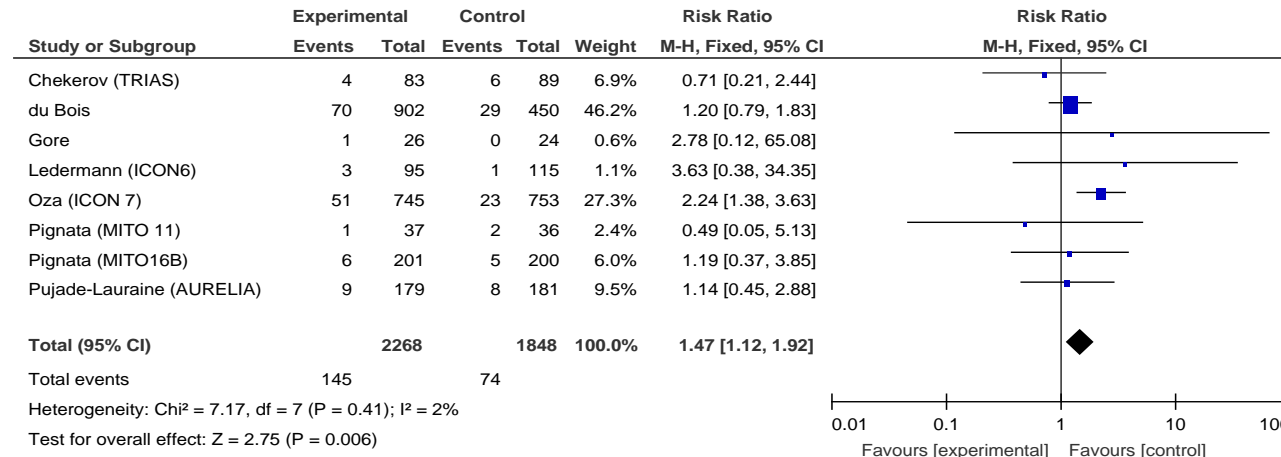 Experimental Control Risk Ratio Risk Ratio
Study or Subgroup Events Total Events Total Weight M-H, Fixed, 95% CI M-H, Fixed, 95% CI
Chekerov (TRIAS) 4 83 6 89 6.9% 0.71 [0.21, 2.44]
du Bois 70 902 29 450 46.2% 1.20 [0.79, 1.83]
Gore 1 26 0 24 0.6% 2.78 [0.12, 65.08]
Ledermann (ICON6) 3 95 1 115 1.1% 3.63 [0.38, 34.35]
Oza (ICON 7) 51 745 23 753 27.3% 2.24 [1.38, 3.63]
Pignata (MITO 11) 1 37 2 36 2.4% 0.49 [0.05, 5.13]
Pignata (MITO16B) 6 201 5 200 6.0% 1.19 [0.37, 3.85]
Pujade-Lauraine (AURELIA) 9 179 8 181 9.5% 1.14 [0.45, 2.88]
Total (95% CI) 2268 1848 100.0% 1.47 [1.12, 1.92]
Total events 145 74
Heterogeneity: Chi² = 7.17, df = 7 (P = 0.41); I² = 2%
Test for overall effect: Z = 2.75 (P = 0.006)
0.01 0.1 1 10
Favours [experimental] Favours [control]